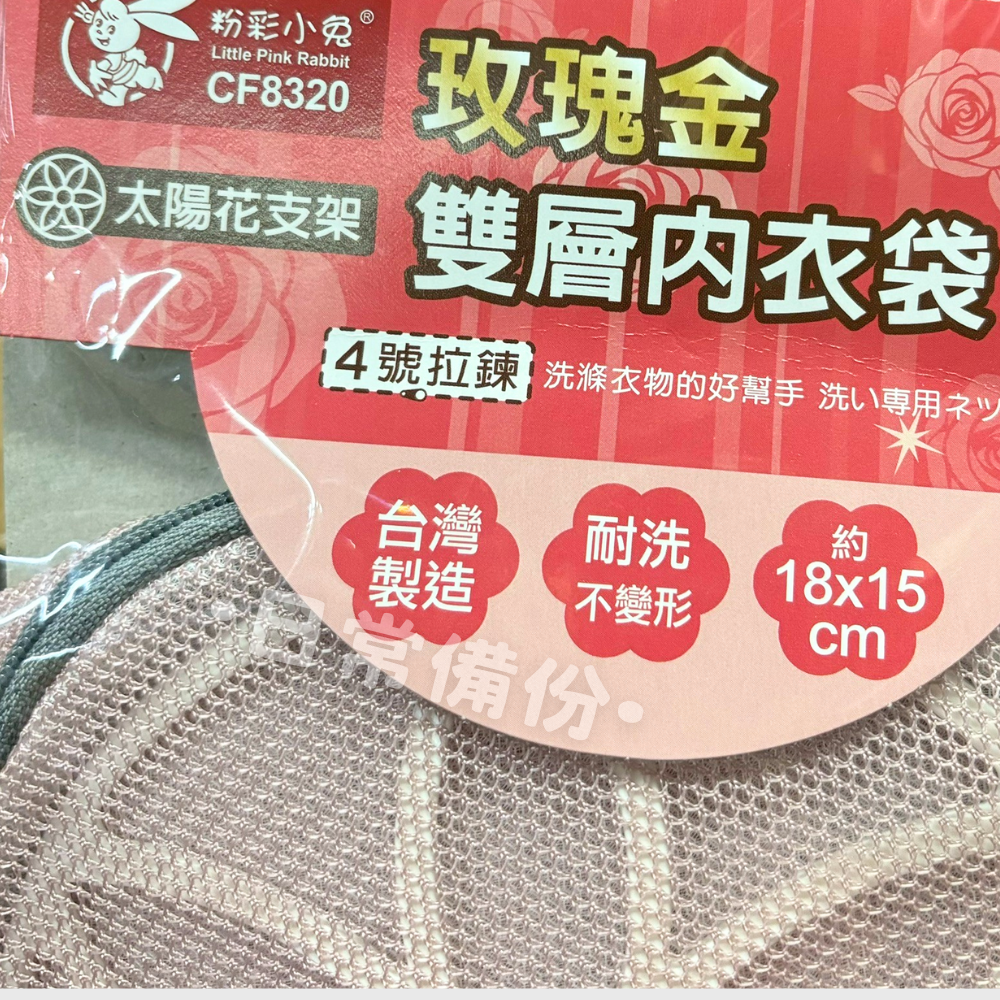 粉彩小兔®
Little Pink Rabbit
CF8320
玫瑰金
太陽花支架
雙層內衣袋
4號拉鍊
洗滌衣物的好幫手 洗い專用ネツ
台灣
製造
耐洗
不變形
約
18x15
cm
·日常備份·